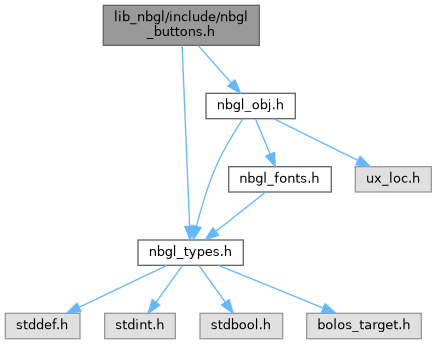 lib_nbgl/include/nbgl
_buttons.h
nbgl_obj.h
nbgl_fonts.h
ux_loc.h
nbgl_types.h
stddef.h
stdint.h
stdbool.h
bolos_target.h